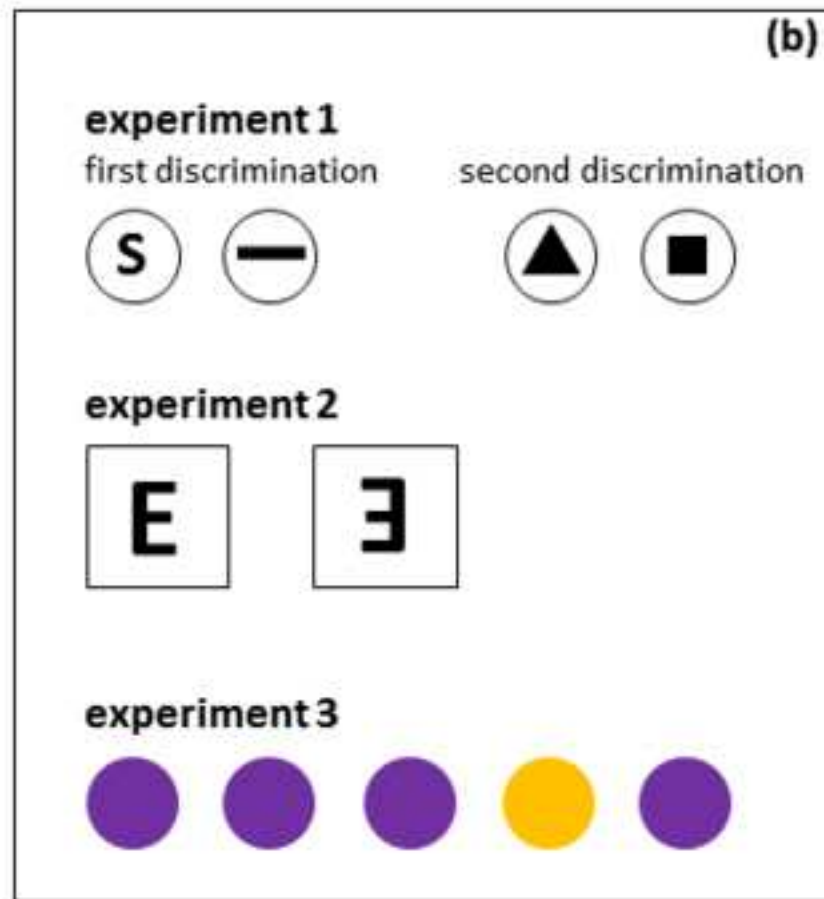 (b)
experiment 1
first discrimination second discrimination
S
experiment 2
E Ǝ
experiment 3